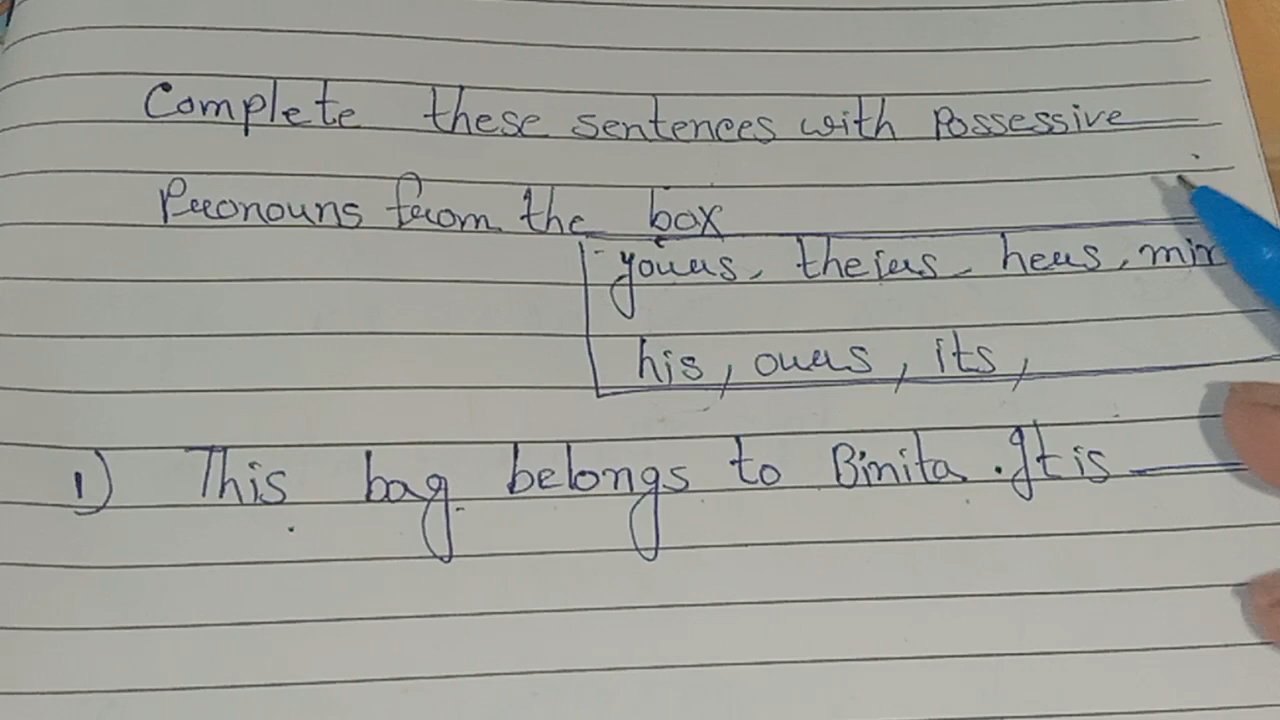 Complete these sentences with Possessive
Pronouns from the box
yours, theirs, hers,
his, ours, its,
1) This bag belongs to Binita. It is